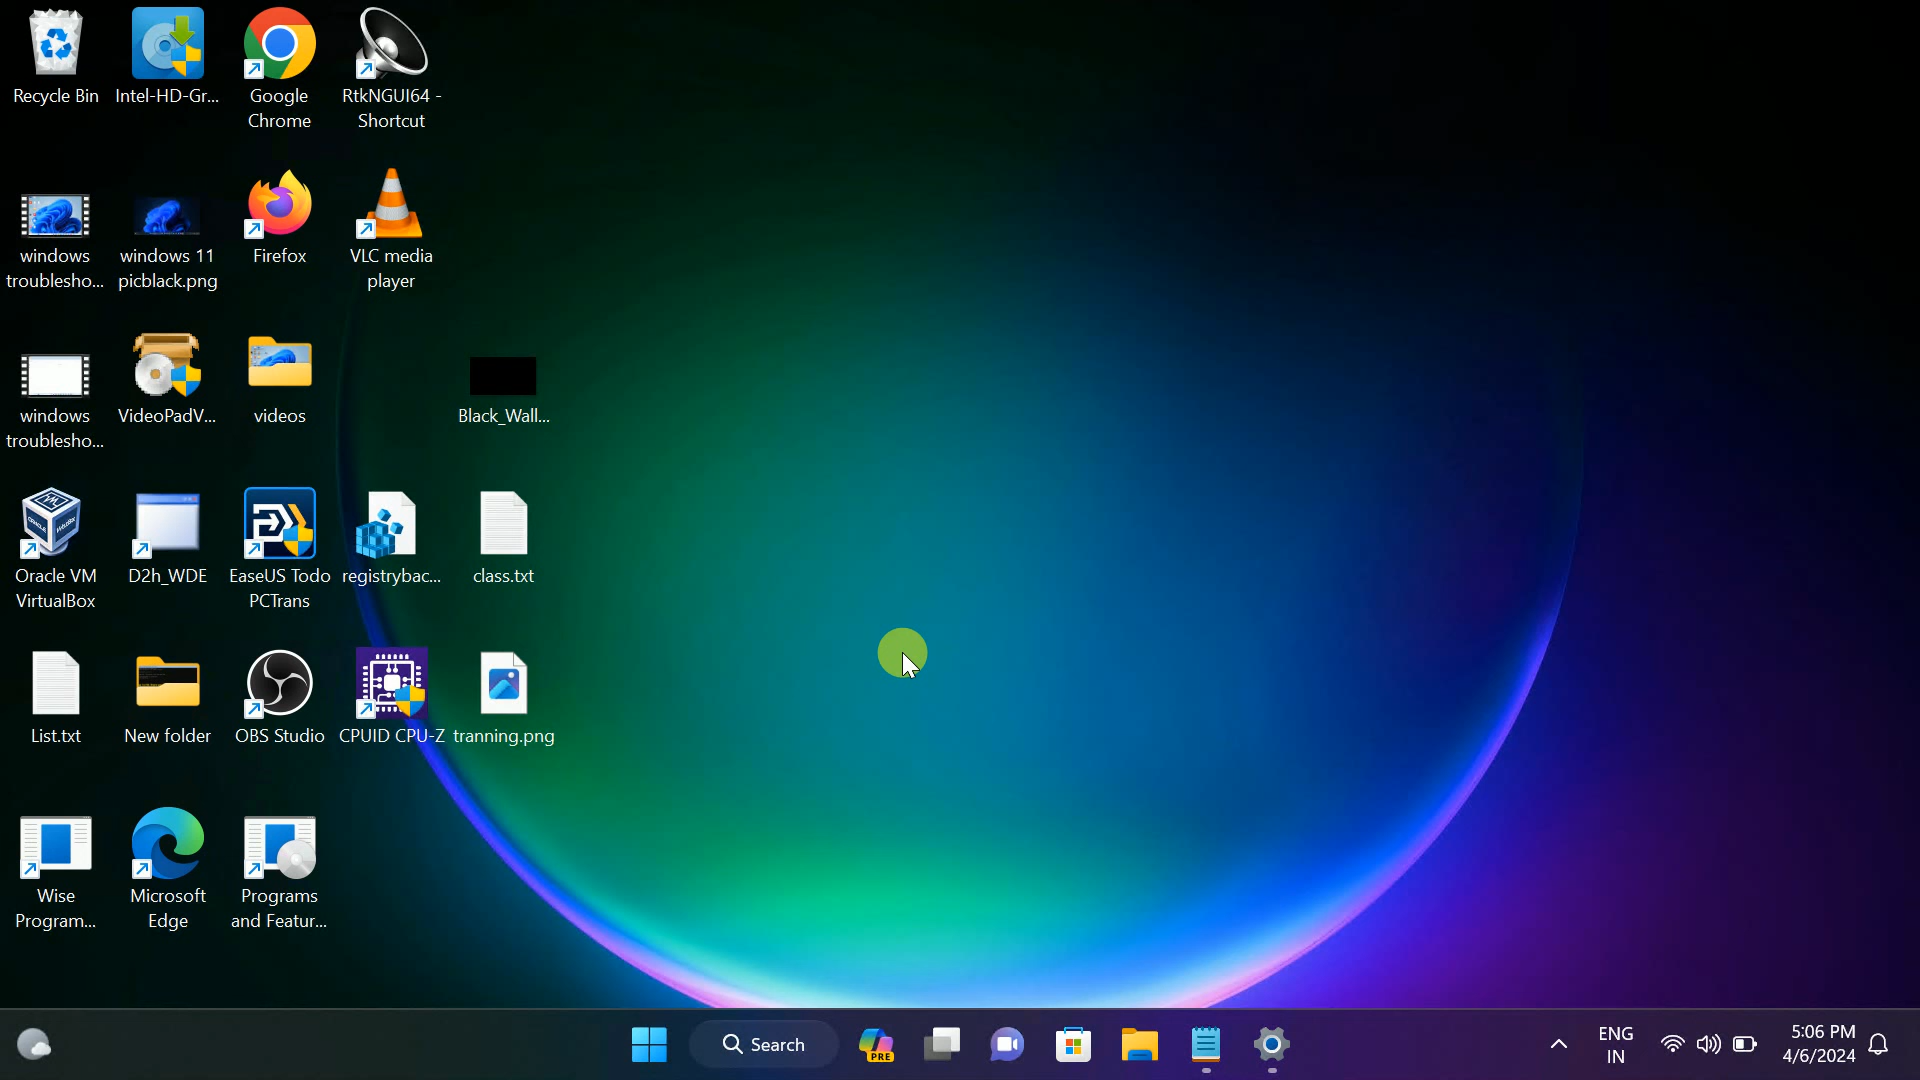 Recycle Bin
Intel-HD-Gr...
Google
Chrome
RtkNGUI64 -
Shortcut
windows
troublesho...
windows 11
picblack.png
Firefox
VLC media
player
windows
troublesho...
VideoPadV...
videos
Black_Wall...
Oracle VM
VirtualBox
D2h_WDE
EaseUS Todo
PCTrans
registrybac...
class.txt
List.txt
New folder
OBS Studio
CPUID CPU-Z
tranning.png
Wise
Program...
Microsoft
Edge
Programs
and Featur...
Search
PRE
ENG
IN
5:06 PM
4/6/2024